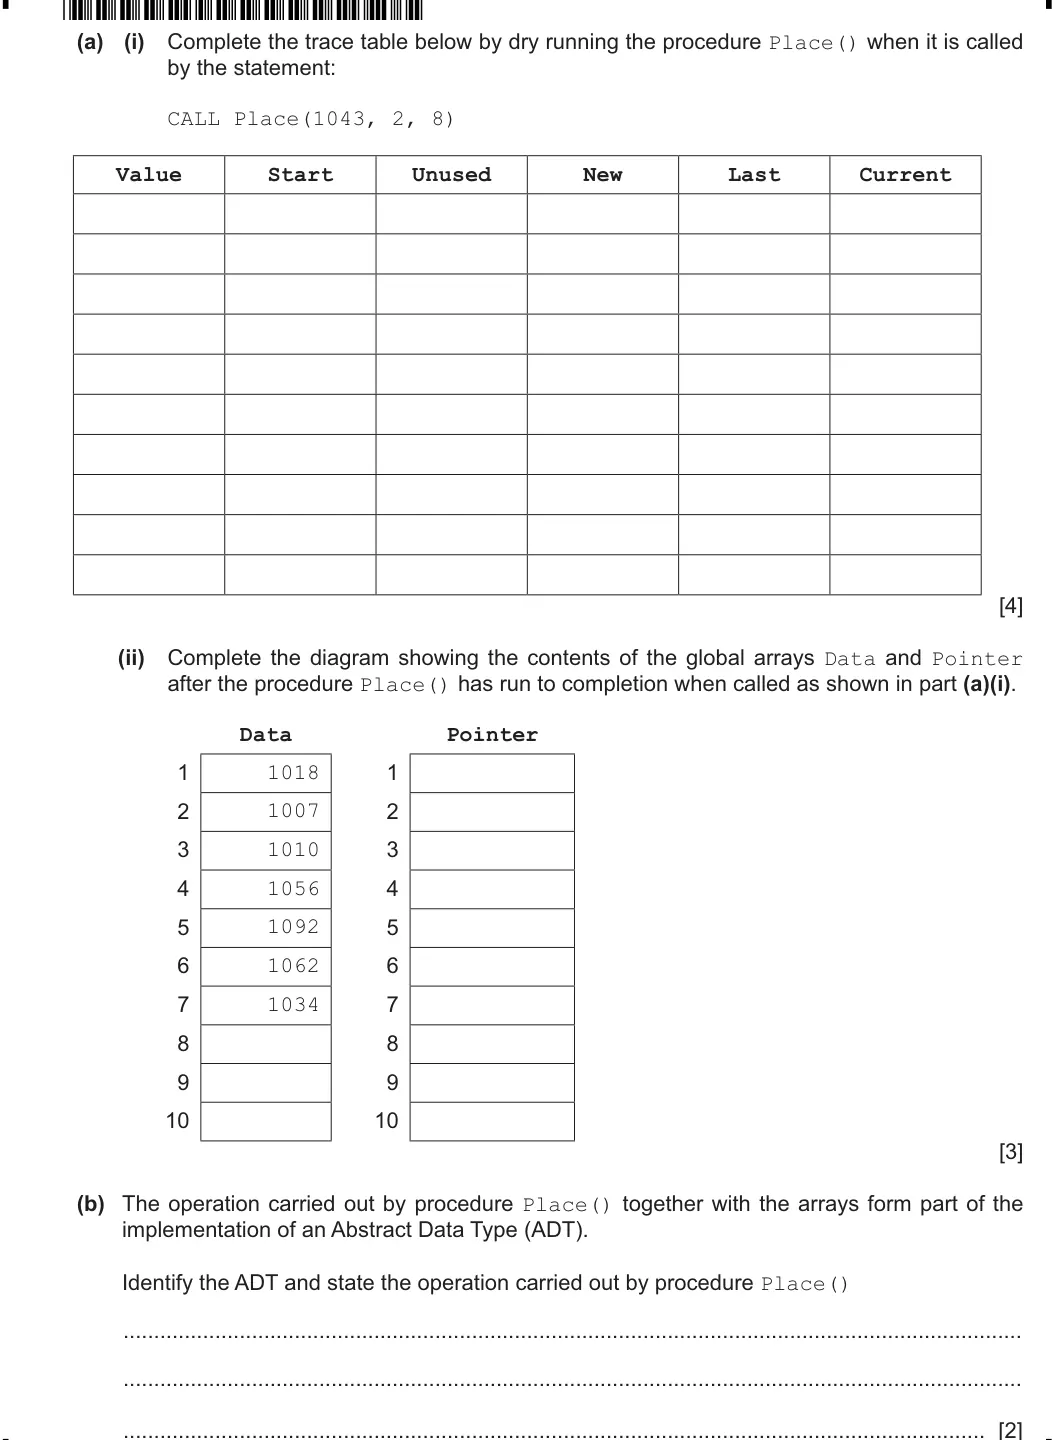 (a) (i) Complete the trace table below by dry running the procedure Place() when it is called
by the statement:
CALL Place(1043, 2, 8)
Value Start Unused New Last Current
[4]
(ii) Complete the diagram showing the contents of the global arrays Data and Pointer
after the procedure Place() has run to completion when called as shown in part (a)(i).
Data Pointer
1 1018 1
2 1007 2
3 1010 3
4 1056 4
5 1092 5
6 1062 6
7 1034 7
8 8
9 9
10 10
[3]
(b) The operation carried out by procedure Place() together with the arrays form part of the
implementation of an Abstract Data Type (ADT).
Identify the ADT and state the operation carried out by procedure Place()
..........................................................................................................................................................
..........................................................................................................................................................
.................................................................................................................................................... [2]